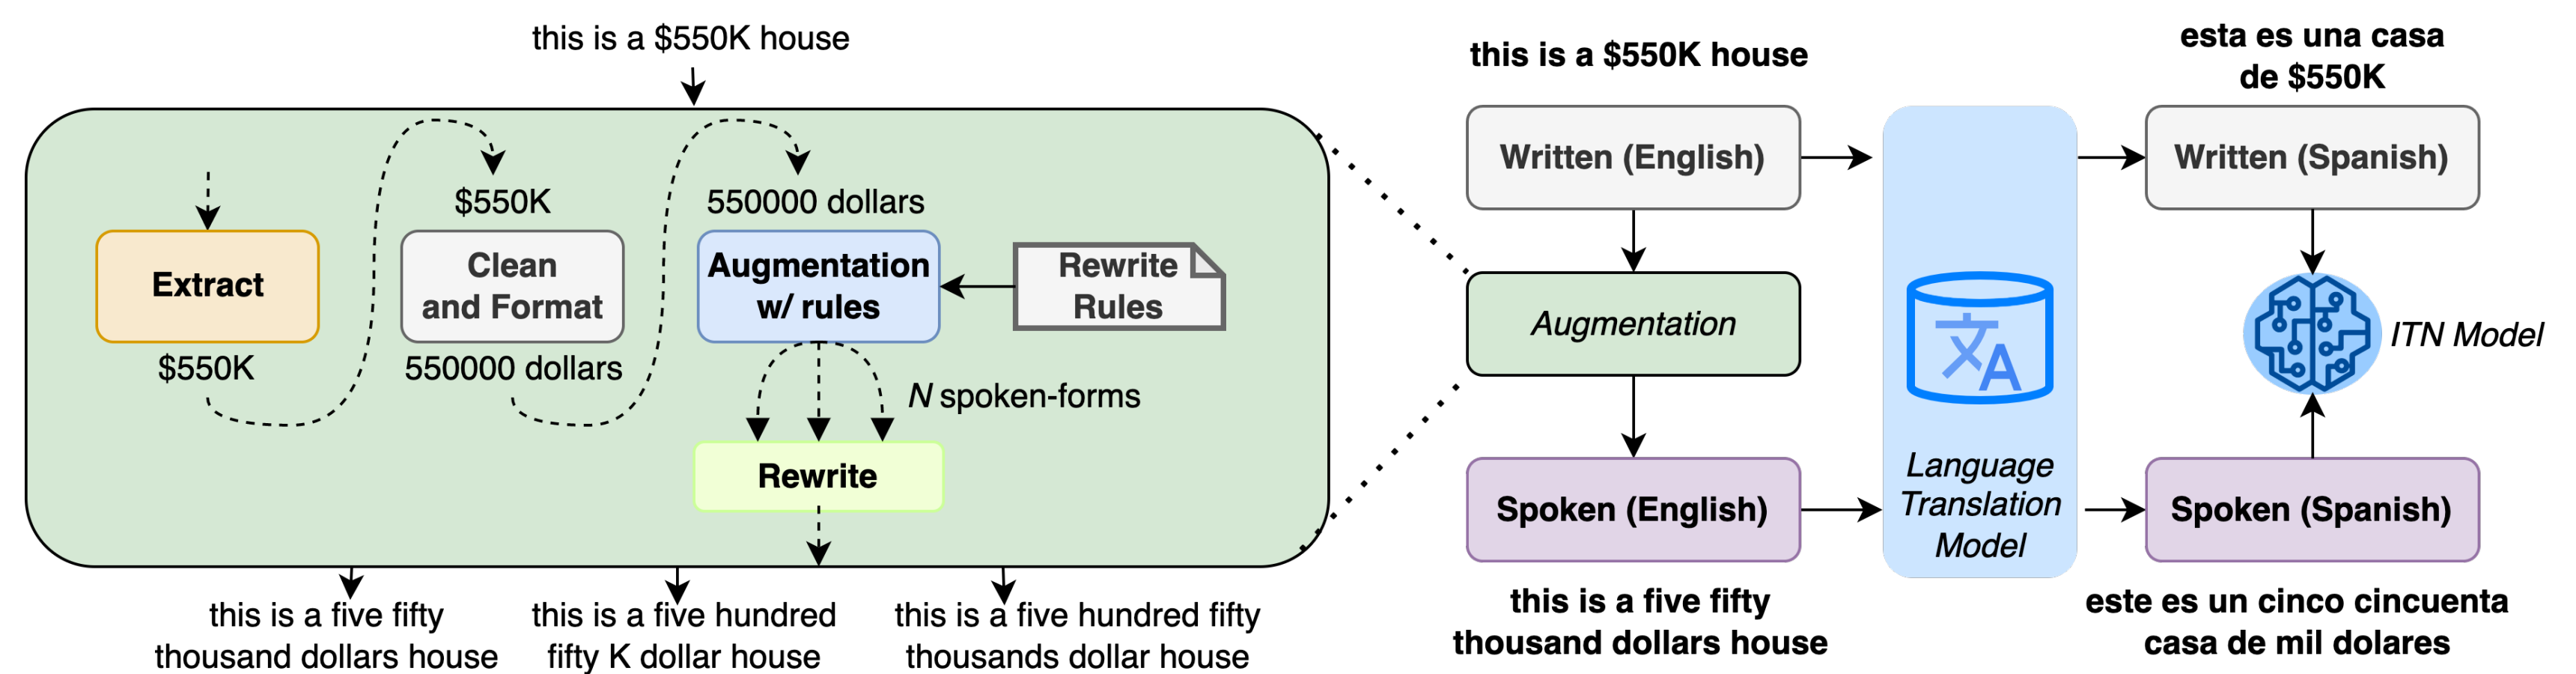 this is a $550K house
Extract
$550K
$550K
Clean
and Format
550000 dollars
550000 dollars
Augmentation
w/ rules
Rewrite
Rules
N spoken-forms
Rewrite
this is a five fifty
thousand dollars house
this is a five hundred
fifty K dollar house
this is a five hundred fifty
thousands dollar house
this is a $550K house
Written (English)
Augmentation
Spoken (English)
this is a five fifty
thousand dollars house
文A
Language
Translation
Model
esta es una casa
de $550K
Written (Spanish)
ITN Model
Spoken (Spanish)
este es un cinco cincuenta
casa de mil dolares